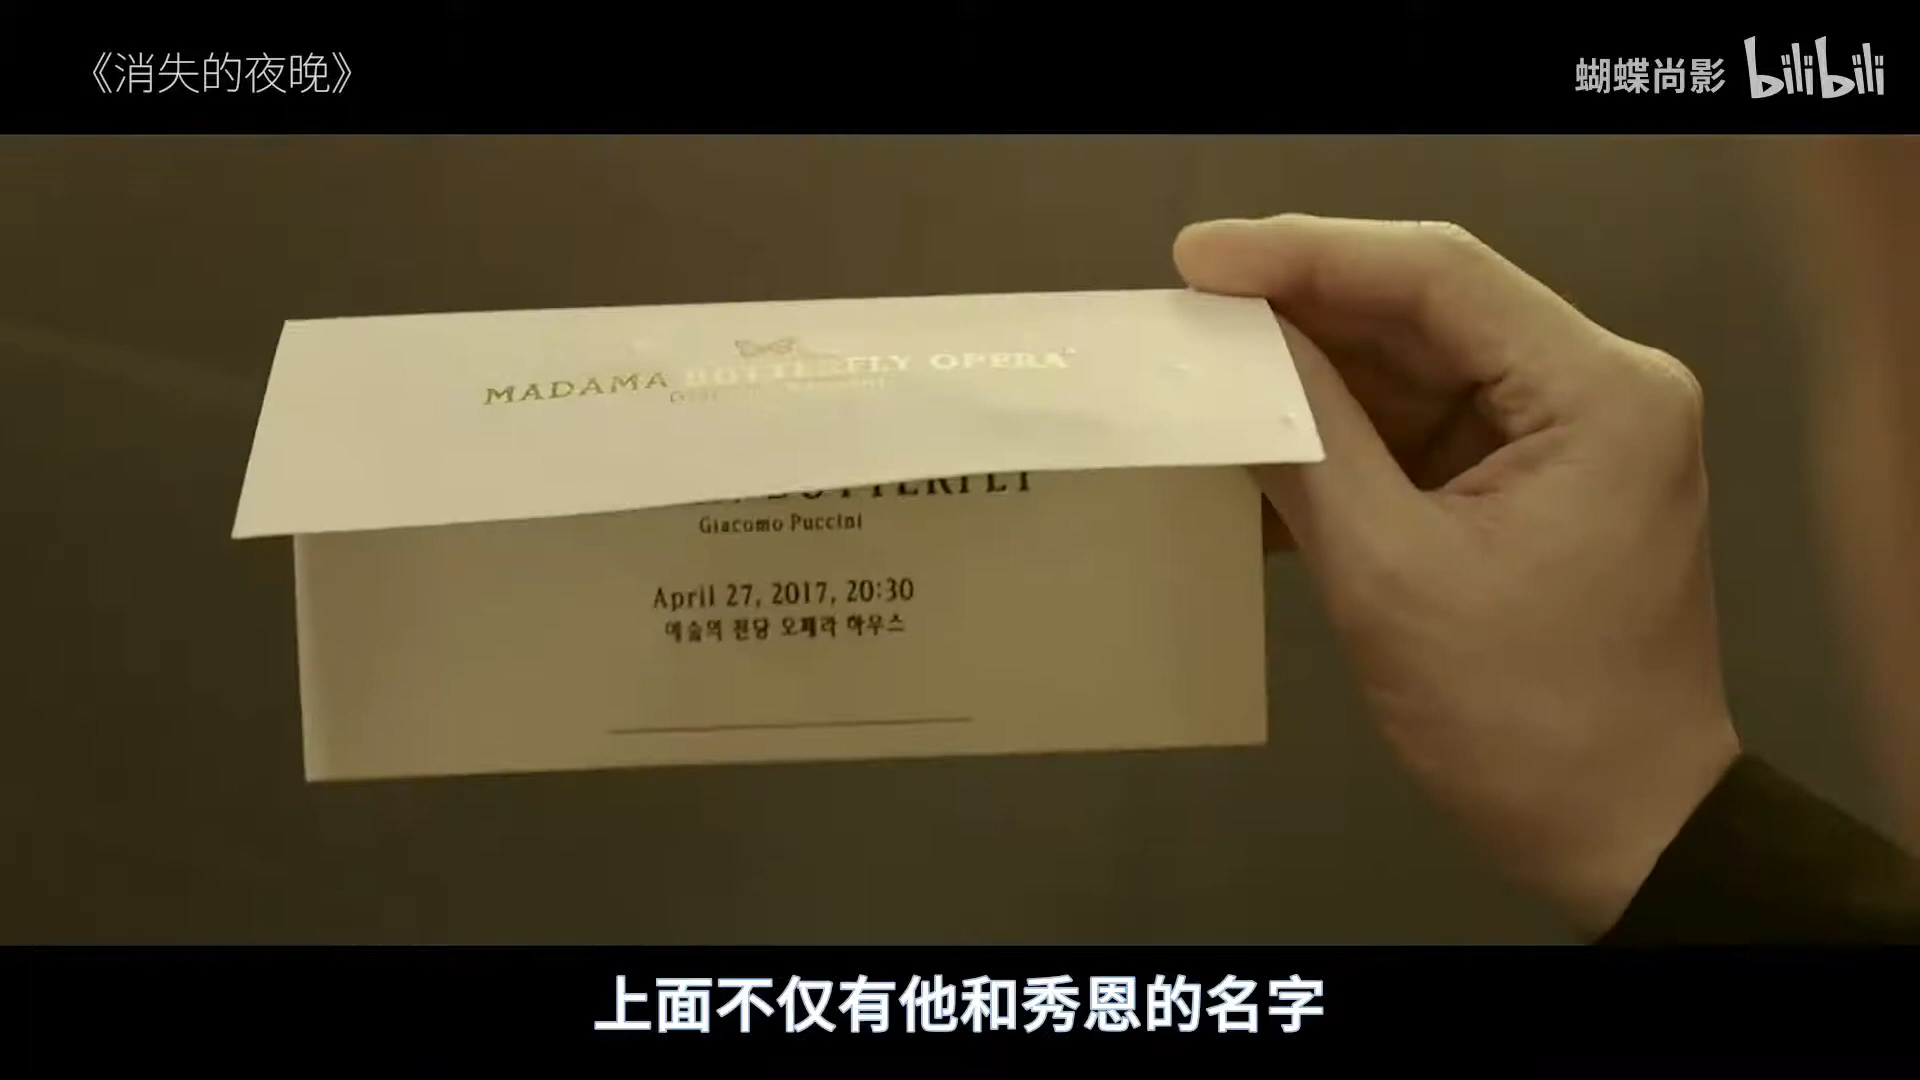 《消失的夜晚》
蝴蝶尚影 bilibili
MADAMA BUTTERFLY OPERA
BUTTERFLY
Giacomo Puccini
April 27, 2017, 20:30
예술의 전당 오페라 하우스
上面不仅有他和秀恩的名字